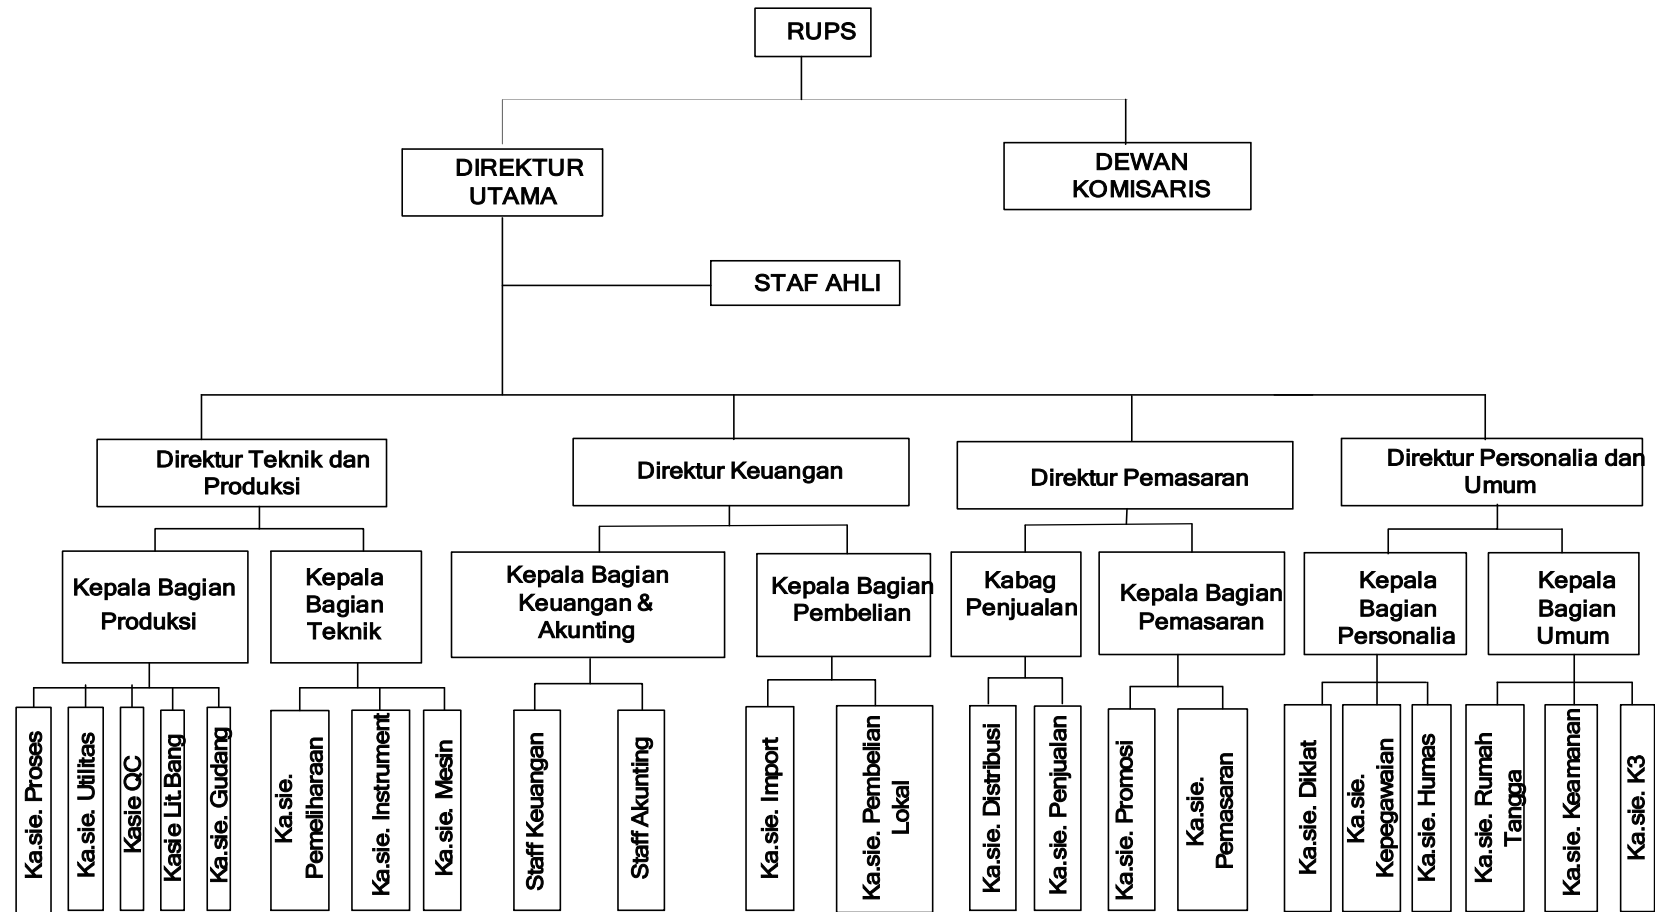 RUPS
DIREKTUR
UTAMA
DEWAN
KOMISARIS
STAF AHLI
Direktur Teknik dan
Produksi
Direktur Keuangan
Direktur Pemasaran
Direktur Personalia dan
Umum
Kepala Bagian
Produksi
Kepala
Bagian
Teknik
Kepala Bagian
Keuangan &
Akunting
Kepala Bagian
Pembelian
Kabag
Penjualan
Kepala Bagian
Pemasaran
Kepala
Bagian
Personalia
Kepala
Bagian
Umum
Ka.sie. Proses
Ka.sie. Utilitas
Kasie QC
Kasie Lit.Bang
Ka.sie. Gudang
Ka.sie.
Pemeliharaan
Ka.sie. Instrument
Ka.sie. Mesin
Staff Keuangan
Staff Akunting
Ka.sie. Import
Ka.sie. Pembelian
Lokal
Ka.sie. Distribusi
Ka.sie. Penjualan
Ka.sie. Promosi
Ka.sie.
Pemasaran
Ka.sie. Diklat
Ka.sie.
Kepegawaian
Ka.sie. Humas
Ka.sie. Rumah
Tangga
Ka.sie. Keamanan
Ka.sie. K3